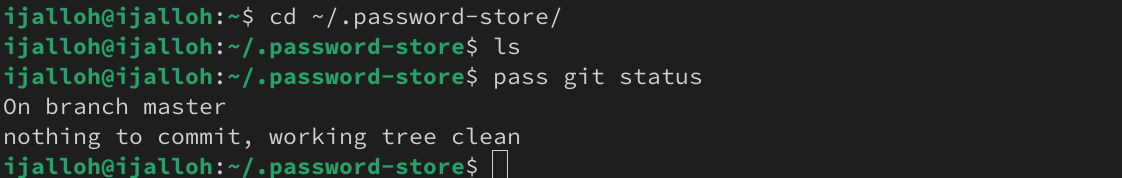 ijalloh@ijalloh:~$ cd ~/.password-store/
ijalloh@ijalloh:~/.password-store$ ls
ijalloh@ijalloh:~/.password-store$ pass git status
On branch master
nothing to commit, working tree clean
ijalloh@ijalloh:~/.password-store$